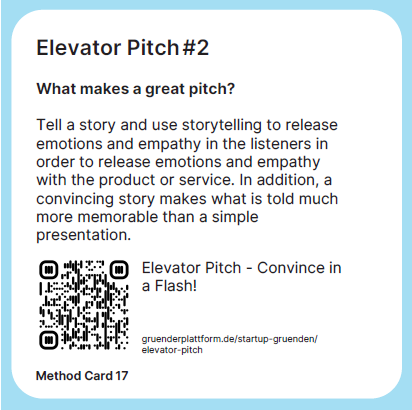 Elevator Pitch #2
What makes a great pitch?
Tell a story and use storytelling to release
emotions and empathy in the listeners in
order to release emotions and empathy
with the product or service. In addition, a
convincing story makes what is told much
more memorable than a simple
presentation.
Elevator Pitch - Convince in
a Flash!
gruenderplattform.de/startup-gruenden/
elevator-pitch
Method Card 17